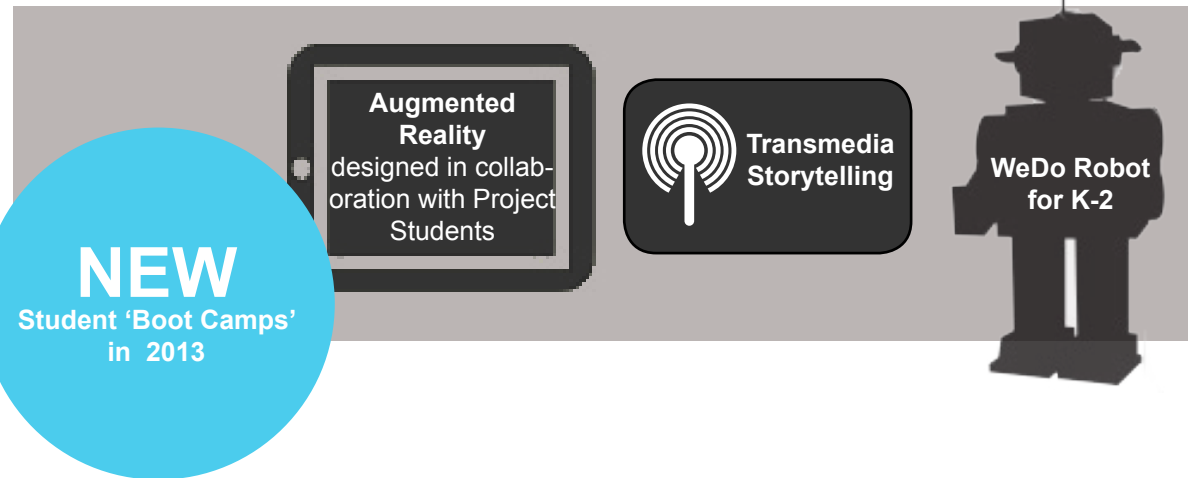 NEW
Student ‘Boot Camps’
in 2013
Augmented
Reality
designed in collab-
oration with Project
Students
Transmedia
Storytelling
WeDo Robot
for K-2